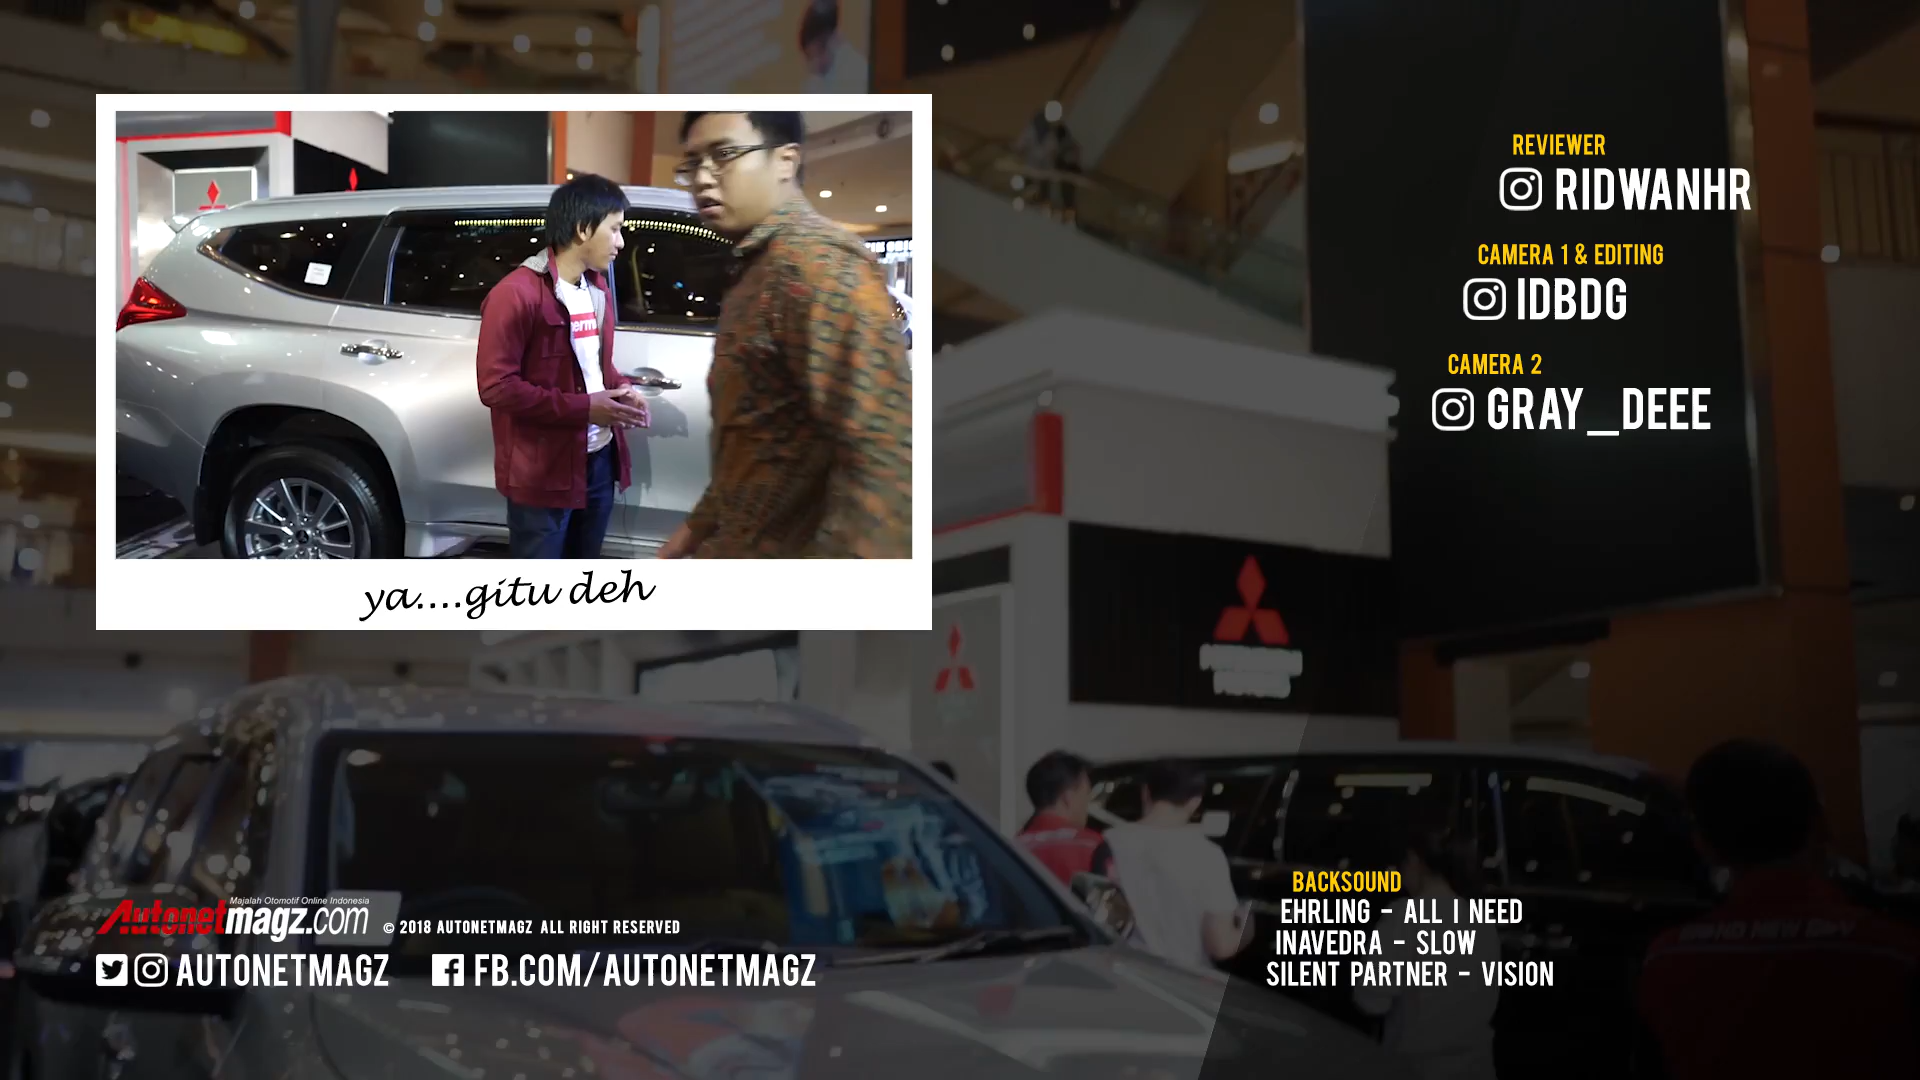 REVIEWER
RIDWANHR
CAMERA 1 & EDITING
IDBDG
CAMERA 2
GRAY_DEEE
ya....gitu deh
Majalah Otomotif Online Indonesia
Autonetmagz.com
© 2018 AUTONETMAGZ ALL RIGHT RESERVED
AUTONETMAGZ
FB.COM/AUTONETMAGZ
BACKSOUND
EHRLING - ALL I NEED
INAVEDRA - SLOW
SILENT PARTNER - VISION